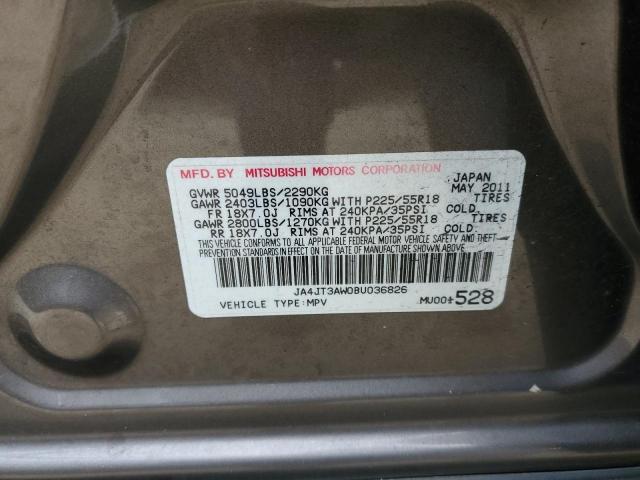 MFD. BY MITSUBISHI MOTORS CORPORATION JAPAN
GVWR 5049LBS/2290KG MAY 2011
GAWR 2403LBS/1090KG WITH P225/55R18 TIRES
FR 18X7.0J RIMS AT 240KPA/35PSI COLD.
GAWR 2800LBS/1270KG WITH P225/55R18 TIRES
RR 18X7.0J RIMS AT 240KPA/35PSI COLD.
THIS VEHICLE CONFORMS TO ALL APPLICABLE FEDERAL MOTOR VEHICLE SAFETY AND THEFT-
PREVENTION STANDARDS IN EFFECT ON THE DATE OF MANUFACTURE SHOWN ABOVE.
JA4JT3AW0BU036826
VEHICLE TYPE:MPV MU00±528